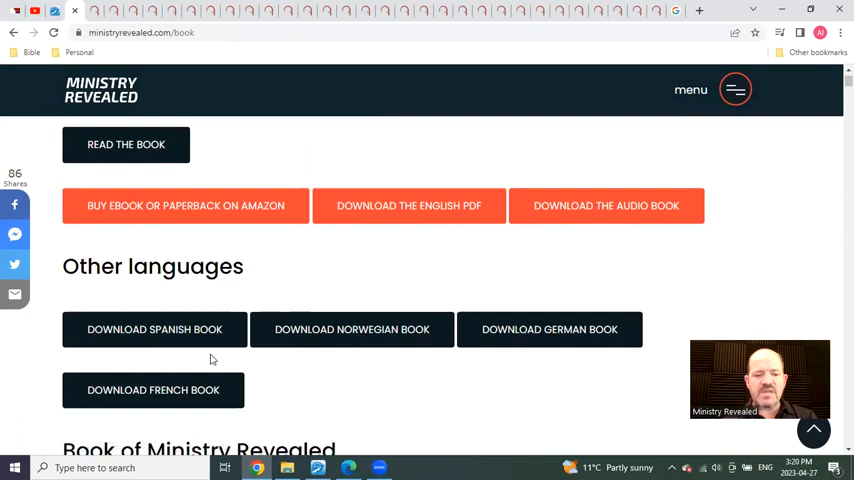 ministryrevealed.com/book
Bible
Personal
Other bookmarks
AI
MINISTRY
REVEALED
menu
READ THE BOOK
86
Shares
BUY EBOOK OR PAPERBACK ON AMAZON
DOWNLOAD THE ENGLISH PDF
DOWNLOAD THE AUDIO BOOK
Other languages
DOWNLOAD SPANISH BOOK
DOWNLOAD NORWEGIAN BOOK
DOWNLOAD GERMAN BOOK
DOWNLOAD FRENCH BOOK
Ministry Revealed
Book of Ministry Revealed
Type here to search
11°C Partly sunny
ENG
3:20 PM
2023-04-27